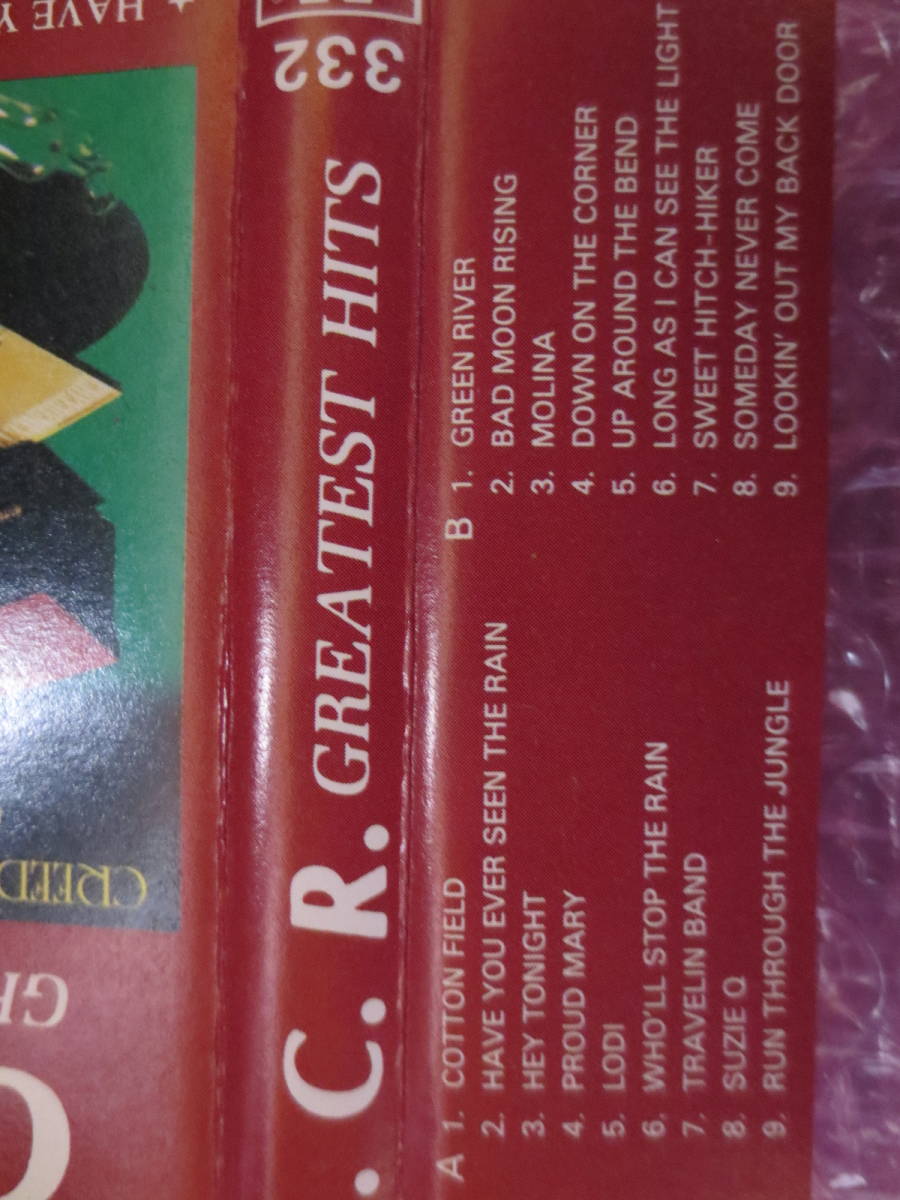 ★ HAVE Y
CREED
GR
. C. R. GREATEST HITS 332
A 1. COTTON FIELD
2. HAVE YOU EVER SEEN THE RAIN
3. HEY TONIGHT
4. PROUD MARY
5. LODI
6. WHO'LL STOP THE RAIN
7. TRAVELIN BAND
8. SUZIE Q
9. RUN THROUGH THE JUNGLE
B 1. GREEN RIVER
2. BAD MOON RISING
3. MOLINA
4. DOWN ON THE CORNER
5. UP AROUND THE BEND
6. LONG AS I CAN SEE THE LIGHT
7. SWEET HITCH-HIKER
8. SOMEDAY NEVER COME
9. LOOKIN' OUT MY BACK DOOR